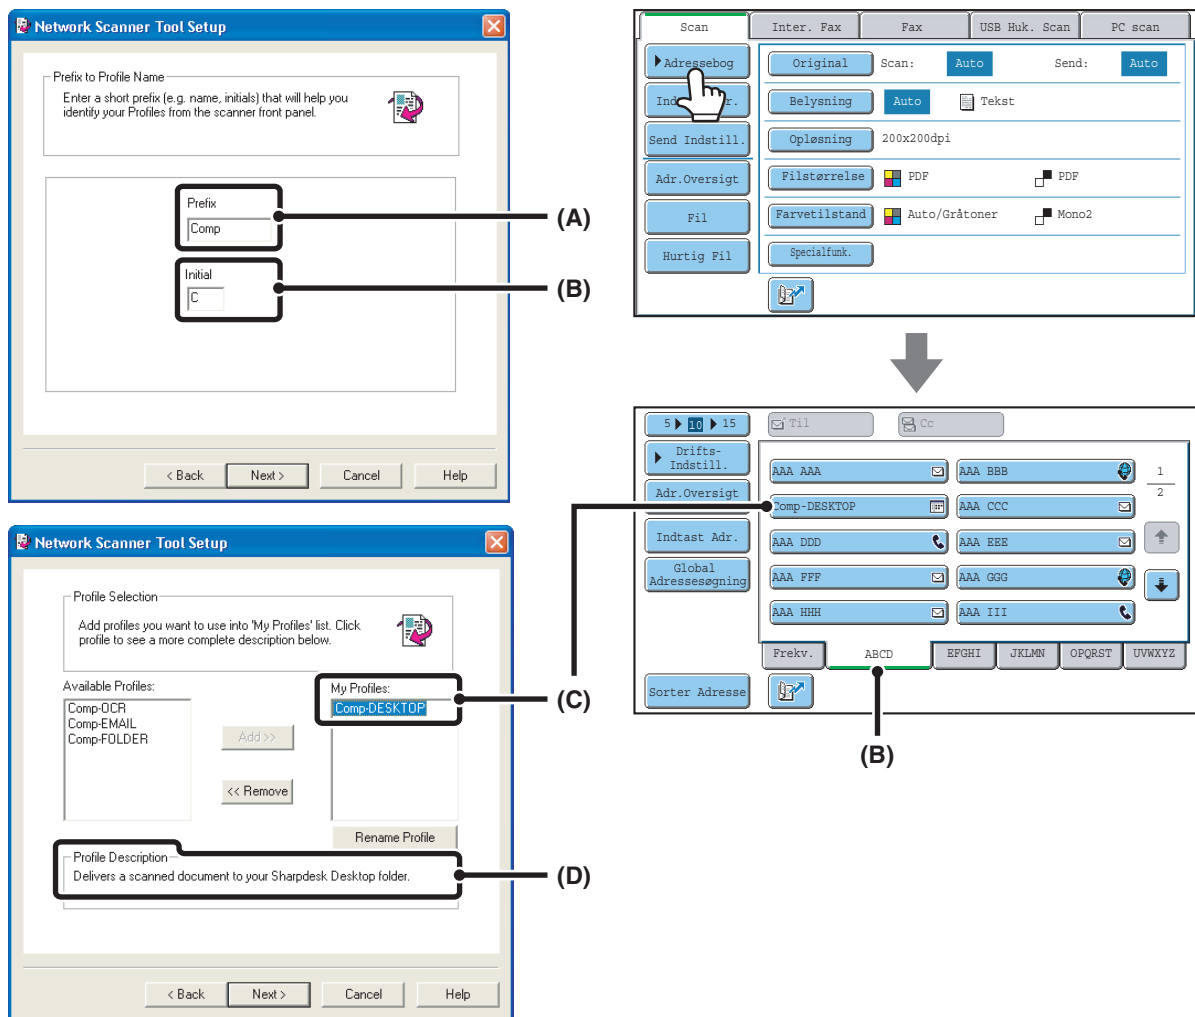 Network Scanner Tool Setup
Prefix to Profile Name
Enter a short prefix (e.g. name, initials) that will help you
identify your Profiles from the scanner front panel.
Prefix
Comp
(A)
Initial
C
(B)
< Back
Next >
Cancel
Help
Network Scanner Tool Setup
Profile Selection
Add profiles you want to use into 'My Profiles' list. Click
profile to see a more complete description below.
Available Profiles:
Comp-OCR
Comp-EMAIL
Comp-FOLDER
Add >>
<< Remove
My Profiles:
Comp-DESKTOP
(C)
Rename Profile
Profile Description
Delivers a scanned document to your Sharpdesk Desktop folder.
(D)
< Back
Next >
Cancel
Help
Scan
Inter. Fax
Fax
USB Huk. Scan
PC scan
Adressebog
Original
Scan:
Auto
Send:
Auto
Belysning
Auto
Tekst
Send Indstill.
Opløsning
200x200dpi
Adr.Oversigt
Filstørrelse
PDF
PDF
Fil
Farvetilstand
Auto/Gråtoner
Mono2
Hurtig Fil
Specialfunk.
5 10 15
Til
Cc
Drifts-
Indstill.
Adr.Oversigt
Indtast Adr.
Global
Adressesøgning
AAA AAA
AAA BBB
1
2
Comp-DESKTOP
AAA CCC
AAA DDD
AAA EEE
AAA FFF
AAA GGG
AAA HHH
AAA III
Frekv.
ABCD
EFGHI
JKLMN
OPQRST
UVWXYZ
Sorter Adresse
(B)